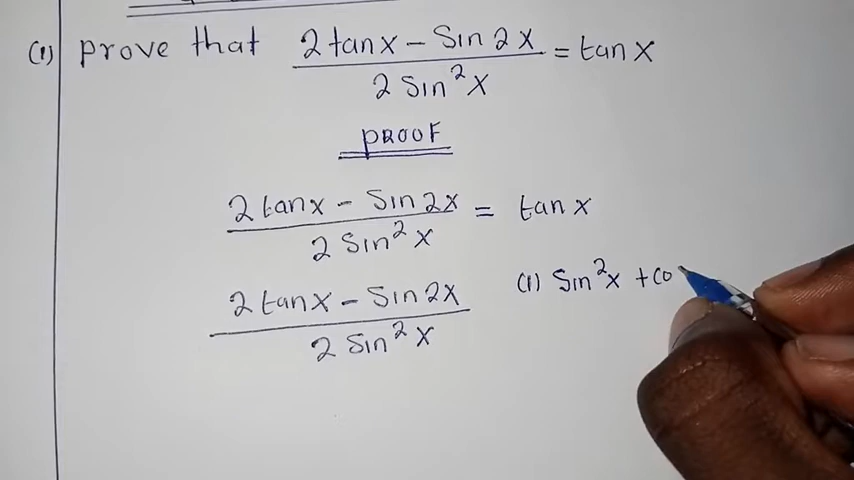 (1) prove that (2tanx - Sin2x)/(2Sin²x) = tanx
PROOF
(2tanx - Sin2x)/(2Sin²x) = tanx
(1) Sin²x + co
(2tanx - Sin2x)/(2Sin²x)